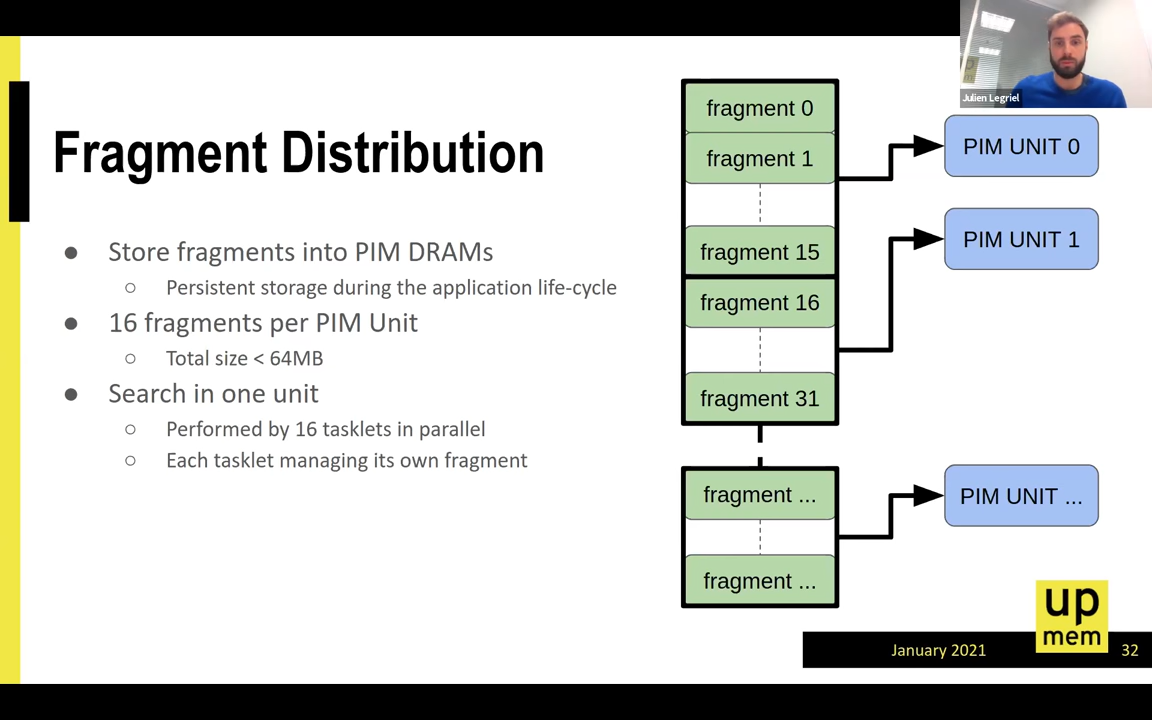 Julien Legriel
Fragment Distribution
● Store fragments into PIM DRAMs
○ Persistent storage during the application life-cycle
● 16 fragments per PIM Unit
○ Total size < 64MB
● Search in one unit
○ Performed by 16 tasklets in parallel
○ Each tasklet managing its own fragment
fragment 0
fragment 1
fragment 15
fragment 16
fragment 31
fragment ...
fragment ...
PIM UNIT 0
PIM UNIT 1
PIM UNIT ...
up
mem
January 2021
32